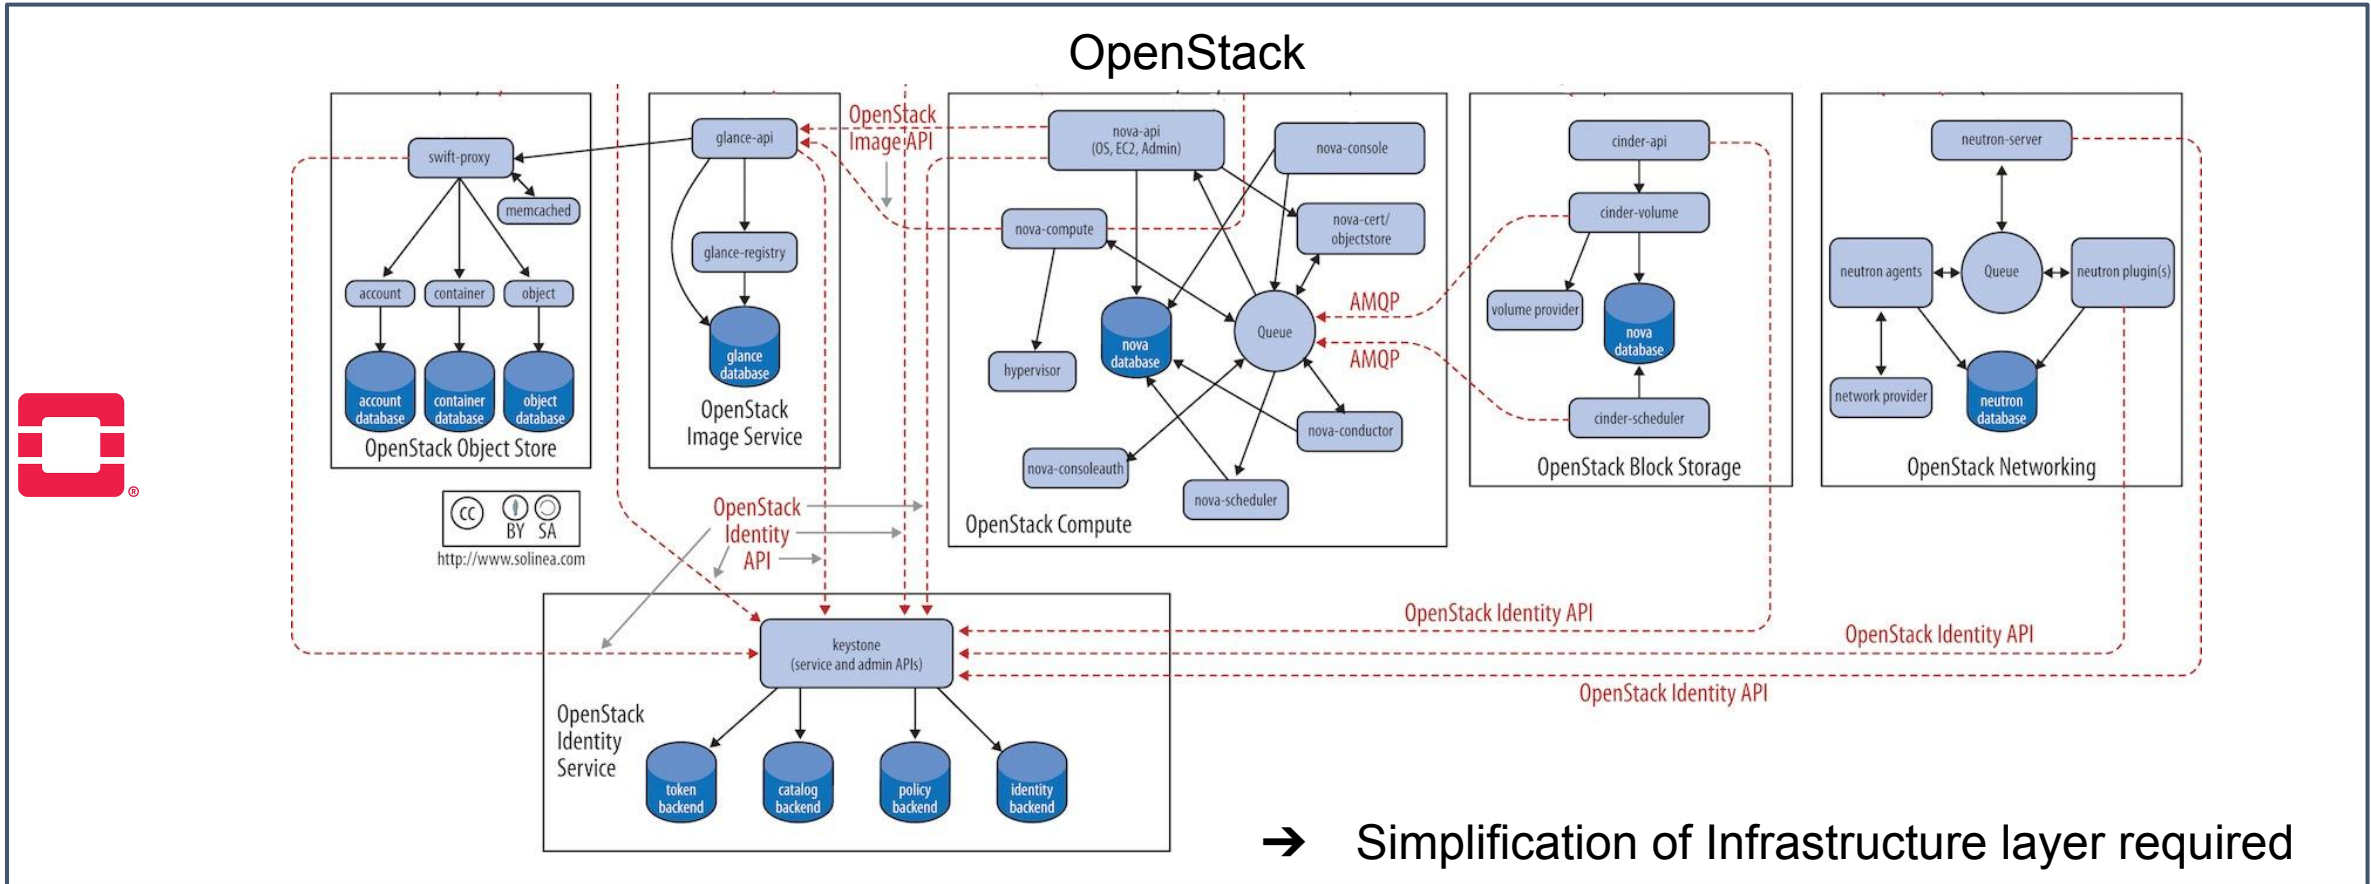 OpenStack
swift-proxy
memcached
account
container
object
account
database
container
database
object
database
OpenStack Object Store
CC
BY SA
http://www.solinea.com
®
glance-api
glance-registry
glance
database
OpenStack
Image Service
OpenStack
Image API
nova-api
(OS, EC2, Admin)
nova-console
nova-compute
nova-cert/
objectstore
hypervisor
nova
database
Queue
nova-conductor
nova-consoleauth
nova-scheduler
OpenStack Compute
AMQP
AMQP
cinder-api
cinder-volume
volume provider
nova
database
cinder-scheduler
OpenStack Block Storage
neutron-server
neutron agents
Queue
neutron plugin(s)
network provider
neutron
database
OpenStack Networking
OpenStack
Identity
API
OpenStack Identity API
OpenStack Identity API
OpenStack Identity API
keystone
(service and admin APIs)
OpenStack
Identity
Service
token
backend
catalog
backend
policy
backend
identity
backend
➔ Simplification of Infrastructure layer required